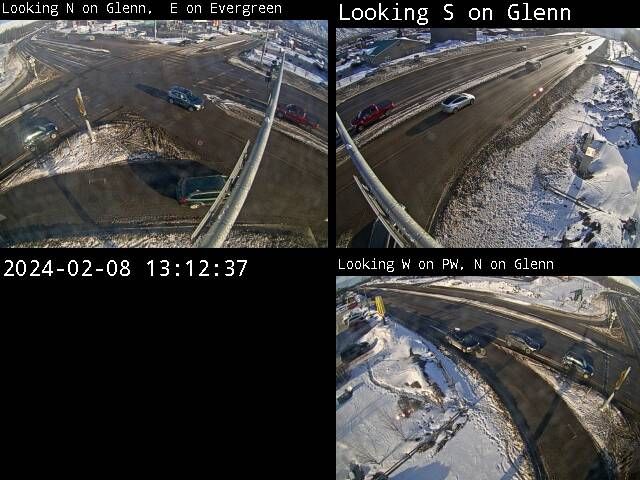 Looking N on Glenn,  E on Evergreen
Looking S on Glenn
2024-02-08 13:12:37
Looking W on PW, N on Glenn